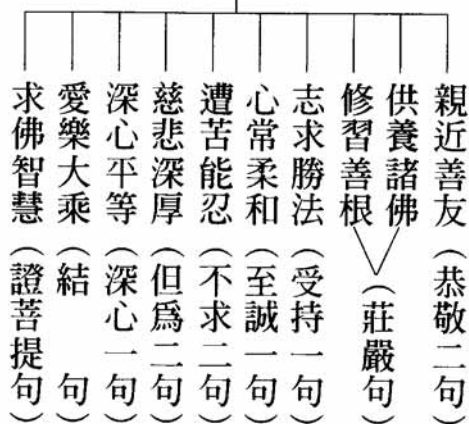 親近善友（恭敬二句）
供養諸佛
修習善根
（莊嚴句）
志求勝法（受持一句）
心常柔和（至誠一句）
遭苦能忍（不求二句）
慈悲深厚（但爲二句）
深心平等（深心一句）
愛樂大乘（結　　句）
求佛智慧（證菩提句）